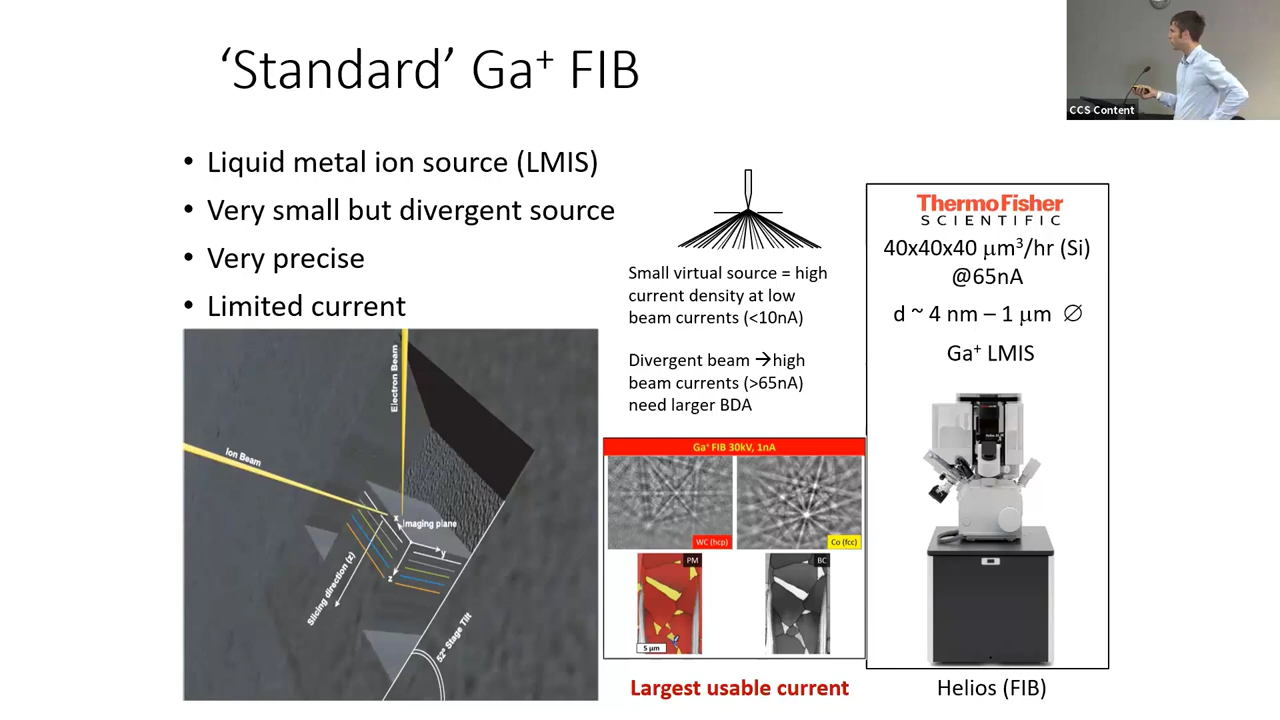 ‘Standard’ Ga⁺ FIB
CCS Content
• Liquid metal ion source (LMIS)
• Very small but divergent source
• Very precise
• Limited current
Small virtual source = high
current density at low
beam currents (<10nA)
Divergent beam →high
beam currents (>65nA)
need larger BDA
ThermoFisher
SCIENTIFIC
40x40x40 µm³/hr (Si)
@65nA
d ~ 4 nm – 1 µm ∅
Ga⁺ LMIS
Electron Beam
Ion Beam
x
Imaging plane
y
z
Slicing direction (z)
52° Stage Tilt
Ga⁺ FIB 30kV, 1nA
WC (hcp)
Co (fcc)
PM
BC
5 µm
Largest usable current
Helios (FIB)